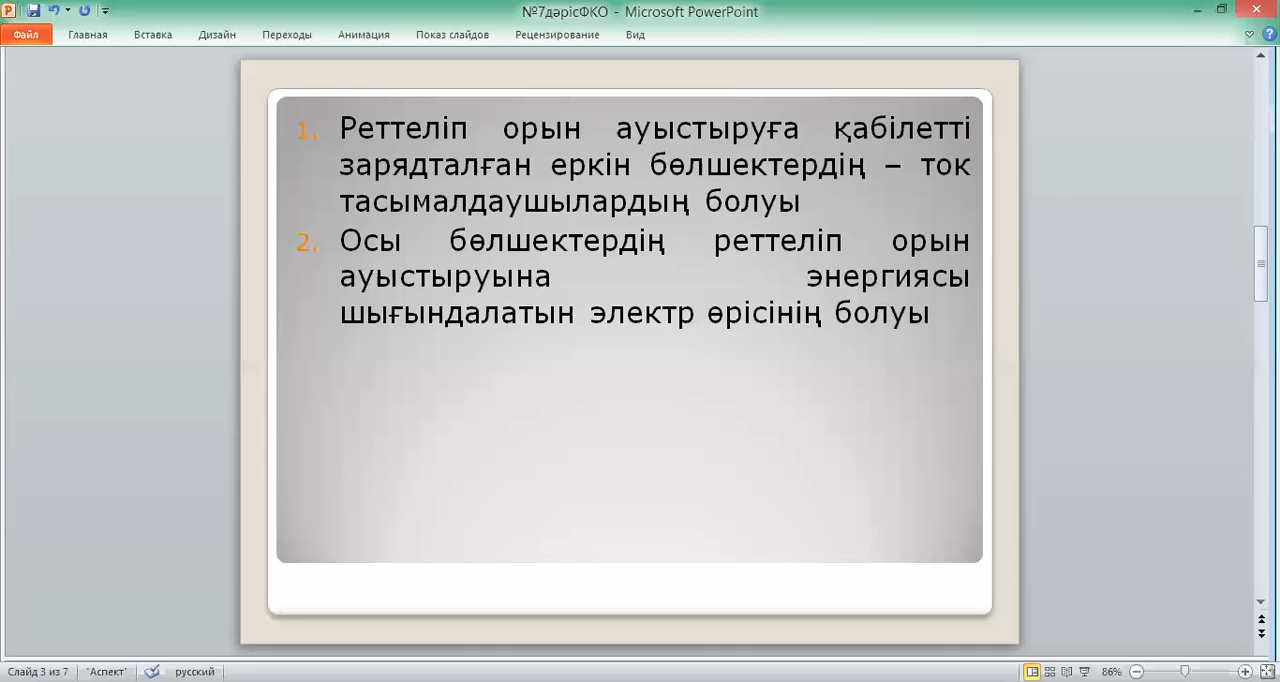 №7дәрісФКО - Microsoft PowerPoint
Файл Главная Вставка Дизайн Переходы Анимация Показ слайдов Рецензирование Вид
1. Реттеліп орын ауыстыруға қабілетті
зарядталған еркін бөлшектердің – ток
тасымалдаушылардың болуы
2. Осы бөлшектердің реттеліп орын
ауыстыруына энергиясы
шығындалатын электр өрісінің болуы
Слайд 3 из 7 "Аспект" русский 86%